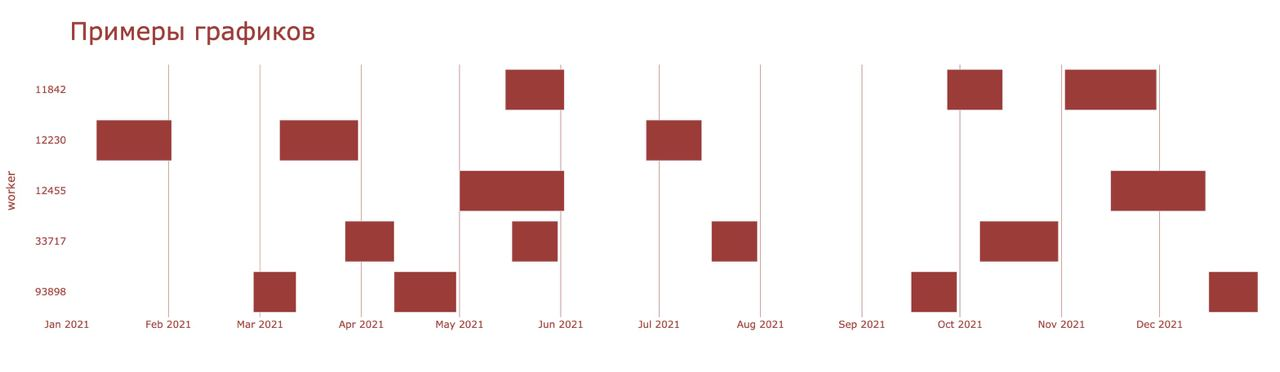 Примеры графиков
11842
12230
12455
33717
93898
worker
Jan 2021
Feb 2021
Mar 2021
Apr 2021
May 2021
Jun 2021
Jul 2021
Aug 2021
Sep 2021
Oct 2021
Nov 2021
Dec 2021